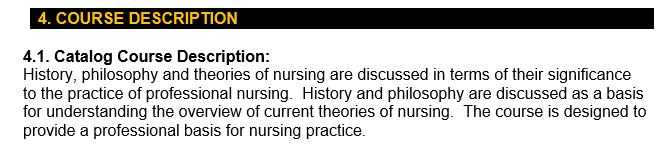 4. COURSE DESCRIPTION
4.1. Catalog Course Description:
History, philosophy and theories of nursing are discussed in terms of their significance
to the practice of professional nursing.  History and philosophy are discussed as a basis
for understanding the overview of current theories of nursing.  The course is designed to
provide a professional basis for nursing practice.